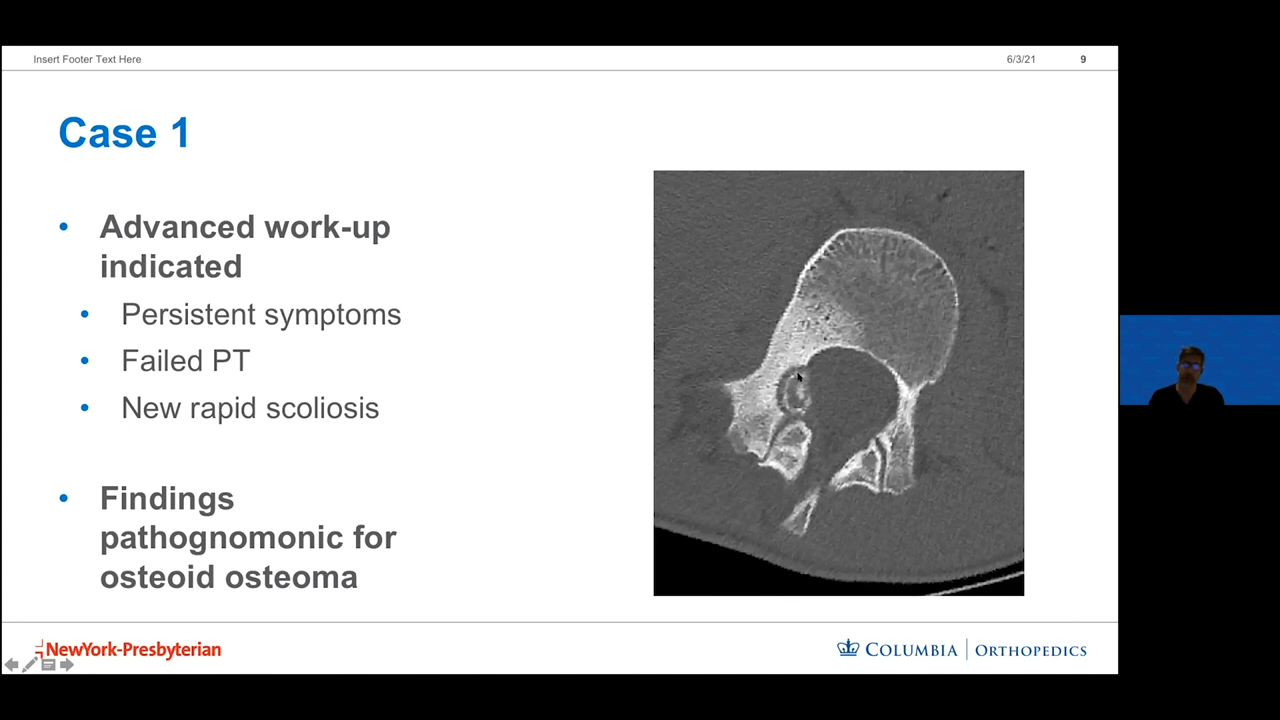 Insert Footer Text Here
6/3/21
9
Case 1
• Advanced work-up
indicated
• Persistent symptoms
• Failed PT
• New rapid scoliosis
• Findings
pathognomonic for
osteoid osteoma
NewYork-Presbyterian
COLUMBIA | ORTHOPEDICS